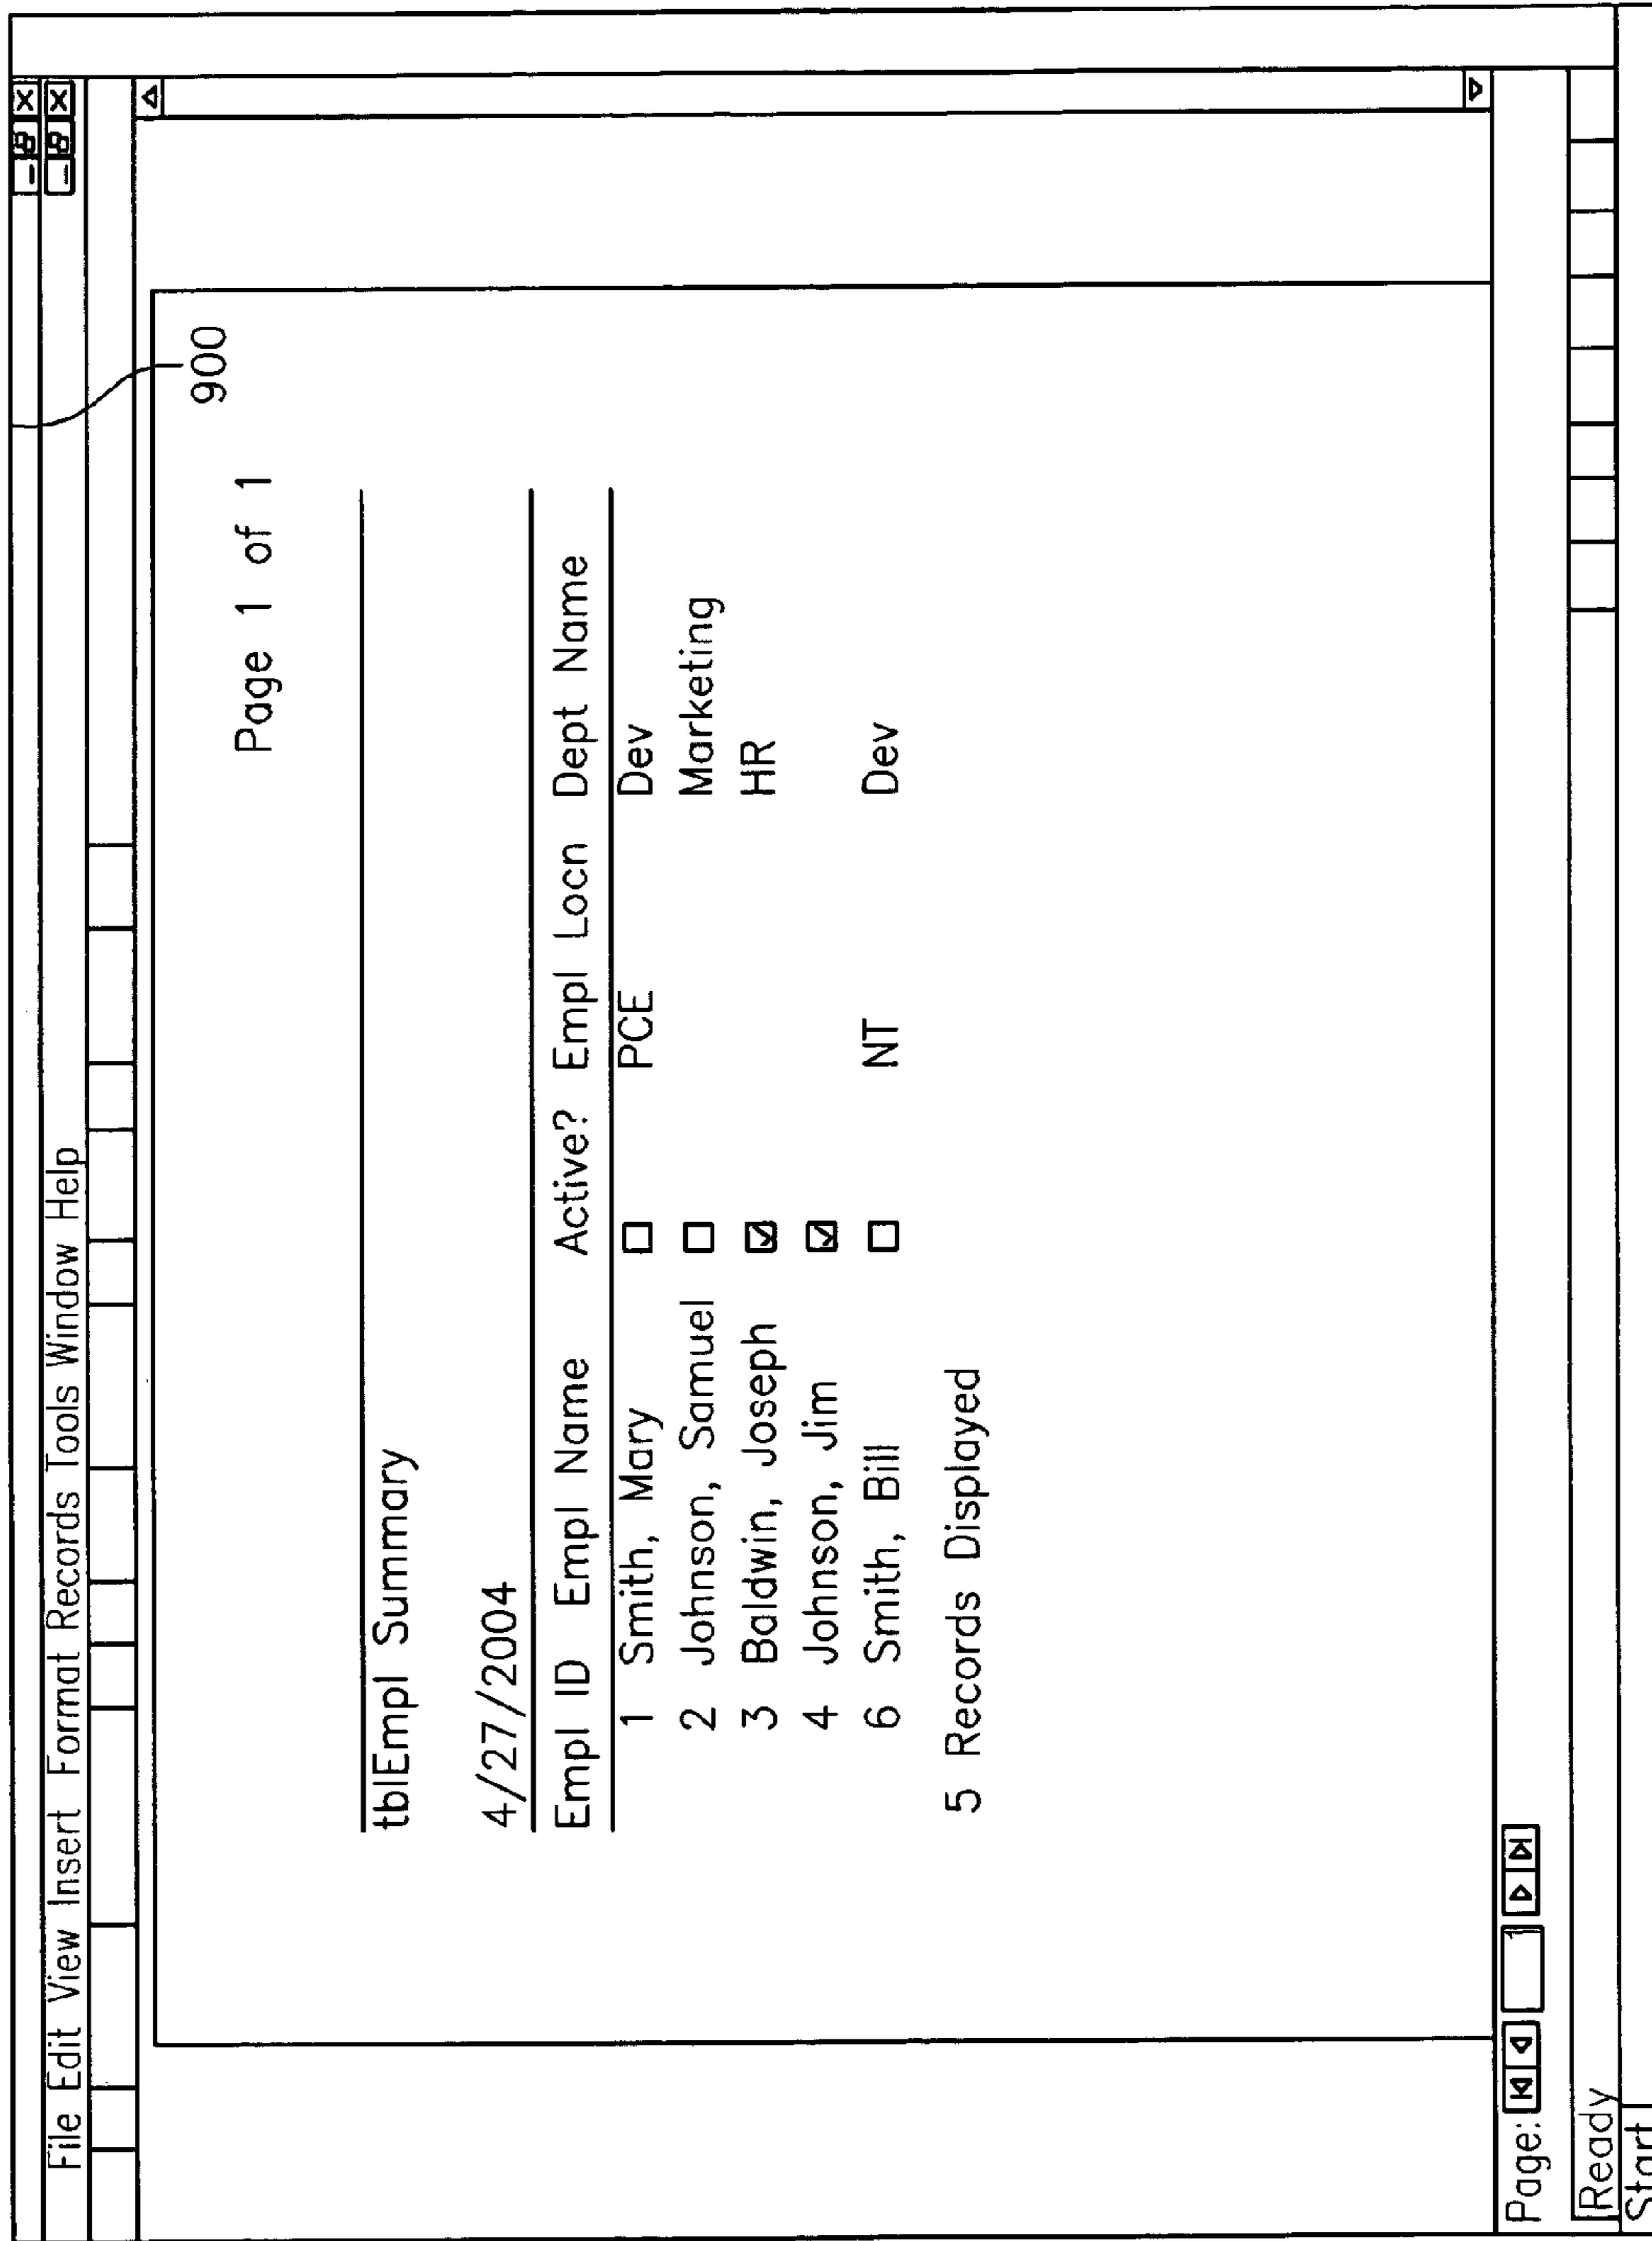 File Edit View Insert Format Records Tools Window Help
900
Page 1 of 1
tblEmpl Summary
4/27/2004
Empl ID Empl Name Active? Empl Locn Dept Name
1 Smith, Mary PCE Dev
2 Johnson, Samuel Marketing
3 Baldwin, Joseph HR
4 Johnson, Jim
6 Smith, Bill NT Dev
5 Records Displayed
Page: 1
Ready
Start